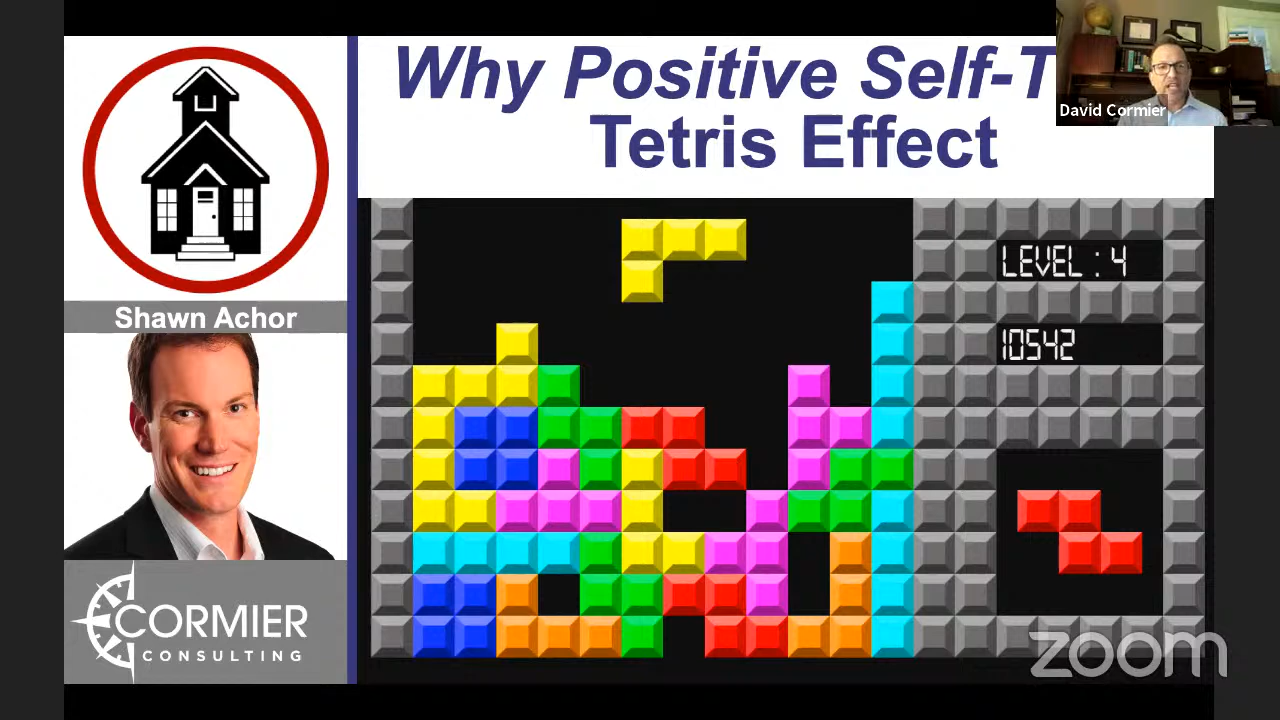 Why Positive Self-T
Tetris Effect
David Cormier
Shawn Achor
CORMIER
CONSULTING
LEVEL : 4
10542
zoom